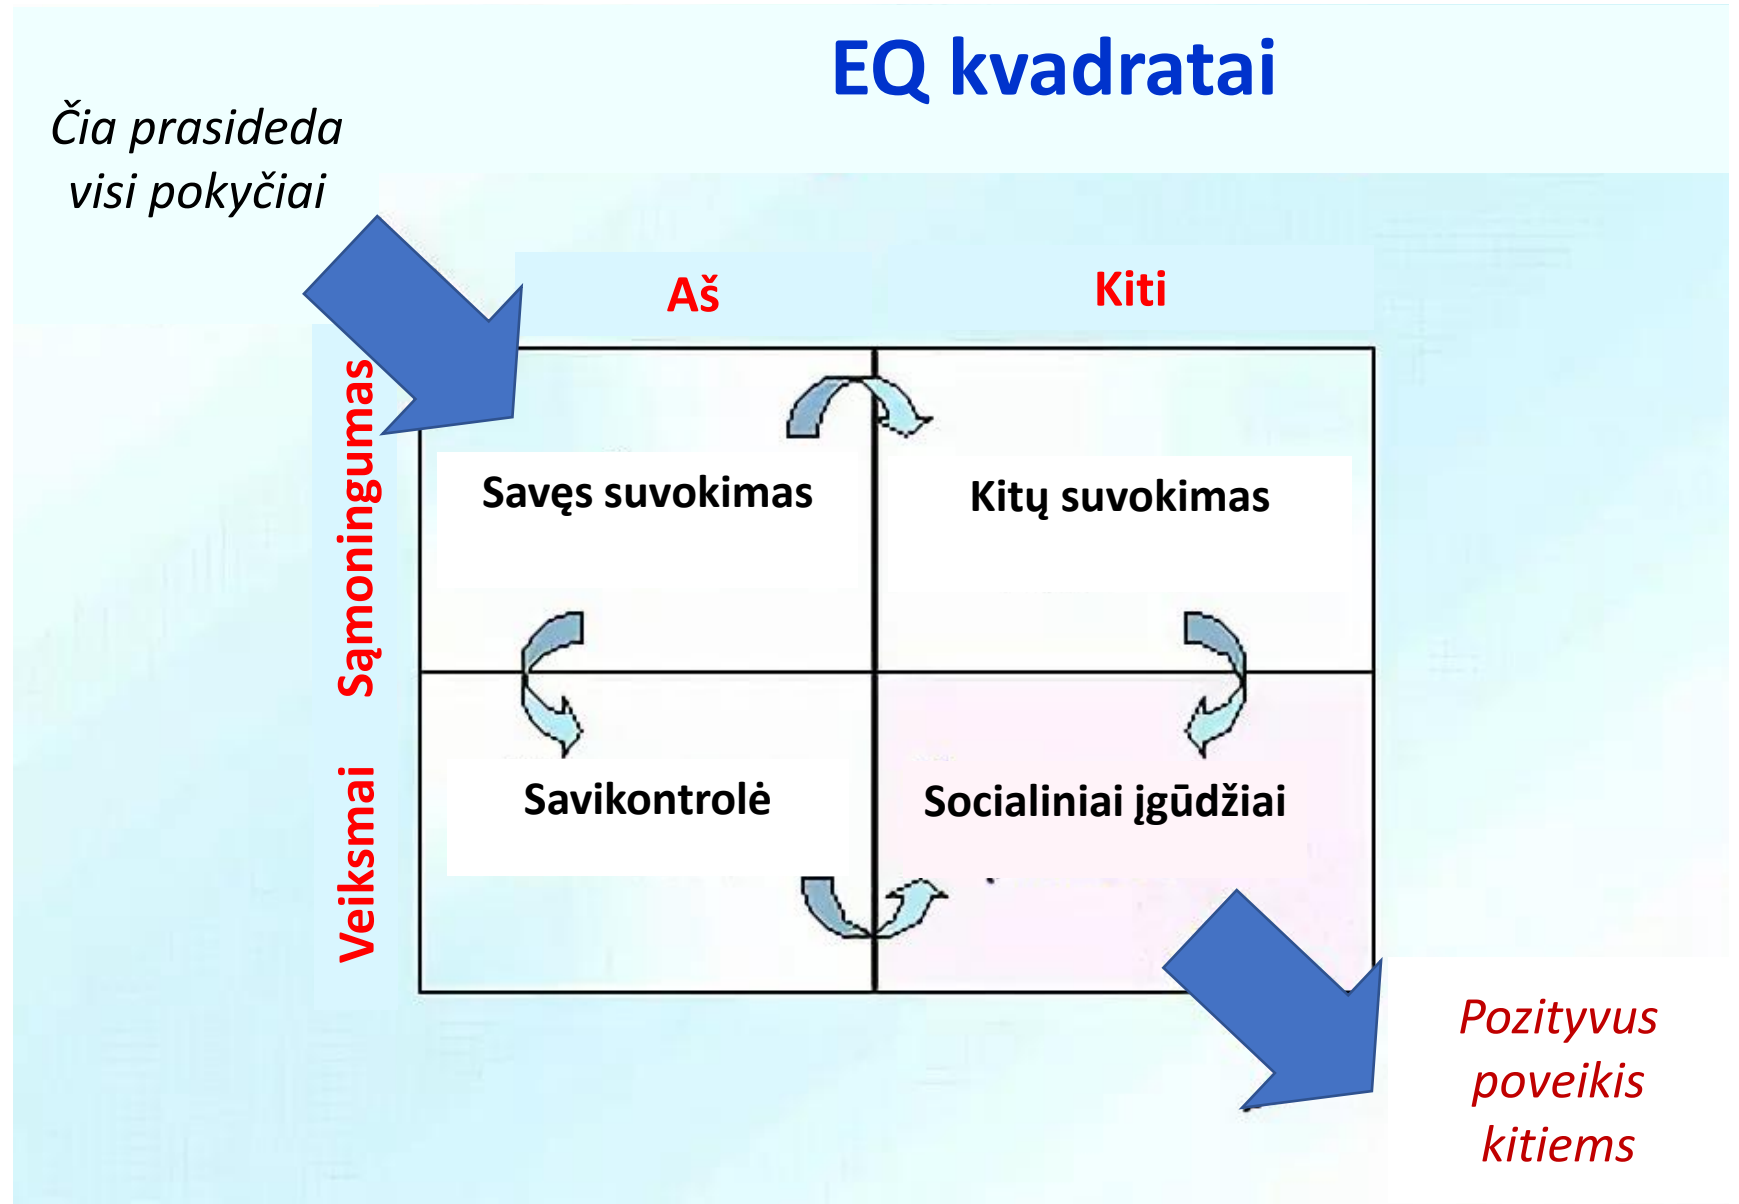 EQ kvadratai
Čia prasideda
visi pokyčiai
Aš
Kiti
Sąmoningumas
Savęs suvokimas
Kitų suvokimas
Veiksmai
Savikontrolė
Socialiniai įgūdžiai
Pozityvus
poveikis
kitiems